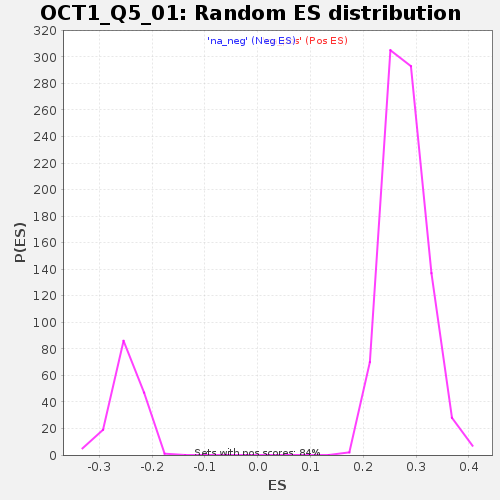 OCT1_Q5_01: Random ES distribution
'na_neg' (Neg ES) s' (Pos ES)
P(ES)
320
300
280
260
240
220
200
180
160
140
120
100
80
60
40
20
0
Sets with pos scores: 84%
-0.3 -0.2 -0.1 0.0 0.1 0.2 0.3 0.4
ES